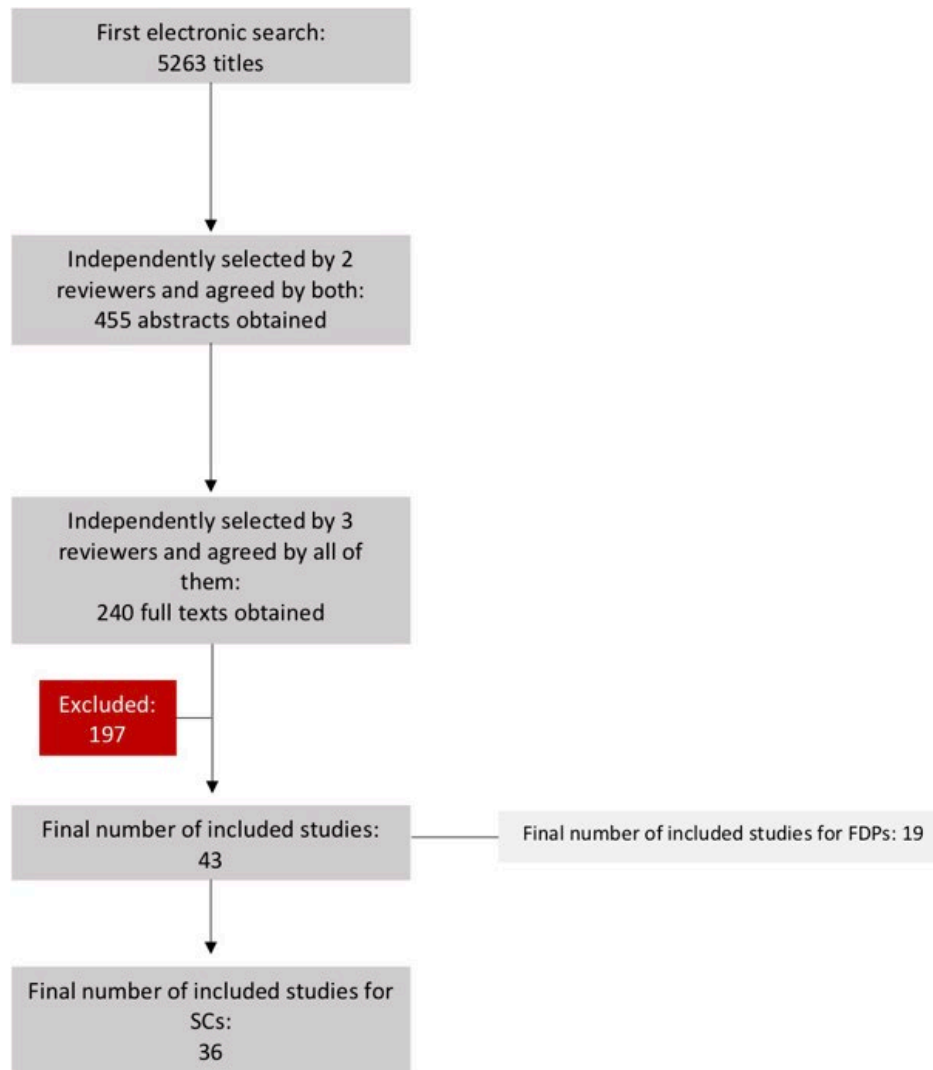 First electronic search:
5263 titles
Independently selected by 2
reviewers and agreed by both:
455 abstracts obtained
Independently selected by 3
reviewers and agreed by all of
them:
240 full texts obtained
Excluded:
197
Final number of included studies:
43
Final number of included studies for FDPs: 19
Final number of included studies for
SCs:
36